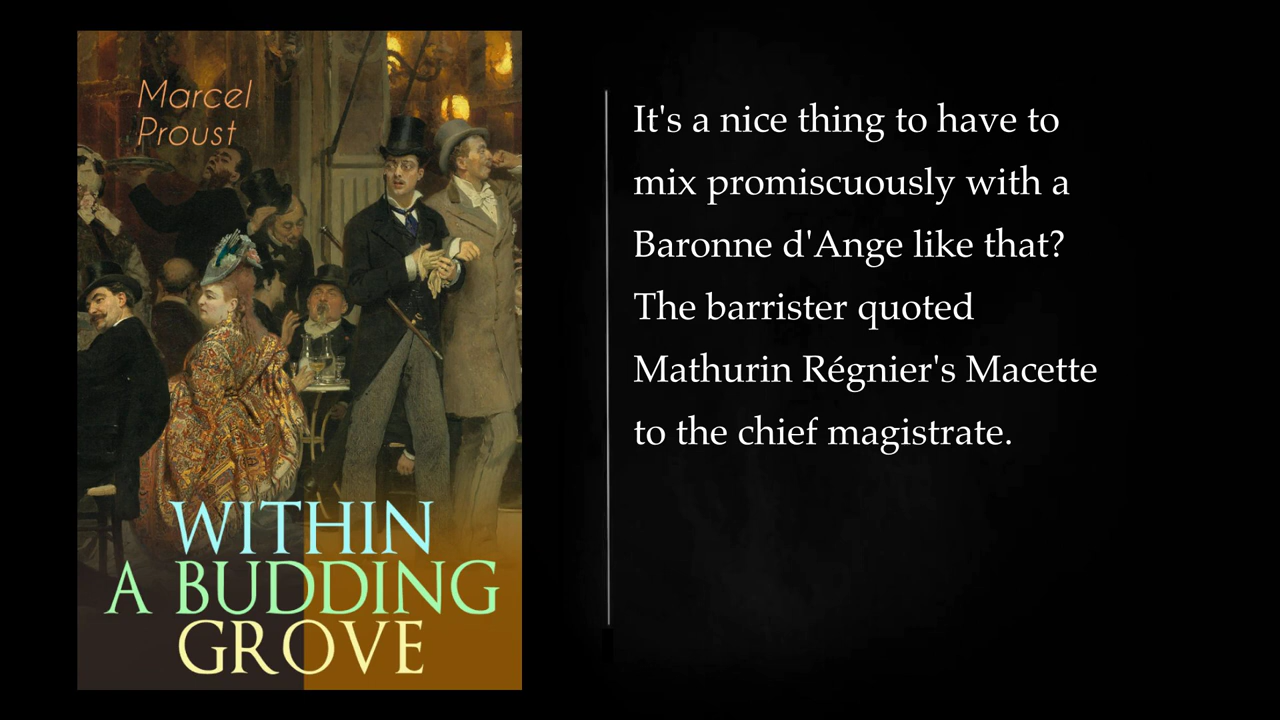 Marcel
Proust
WITHIN
A BUDDING
GROVE
It's a nice thing to have to
mix promiscuously with a
Baronne d'Ange like that?
The barrister quoted
Mathurin Régnier's Macette
to the chief magistrate.